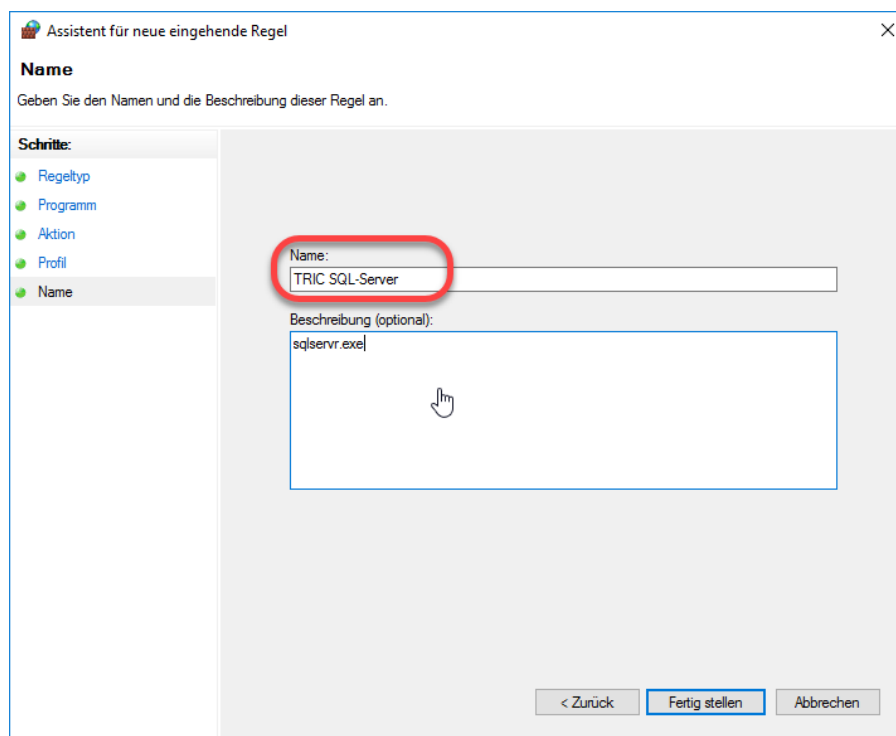 Assistent für neue eingehende Regel
Name
Geben Sie den Namen und die Beschreibung dieser Regel an.
Schritte:
Regeltyp
Programm
Aktion
Profil
Name
Name:
TRIC SQL-Server
Beschreibung (optional):
sqlservr.exe
< Zurück
Fertig stellen
Abbrechen